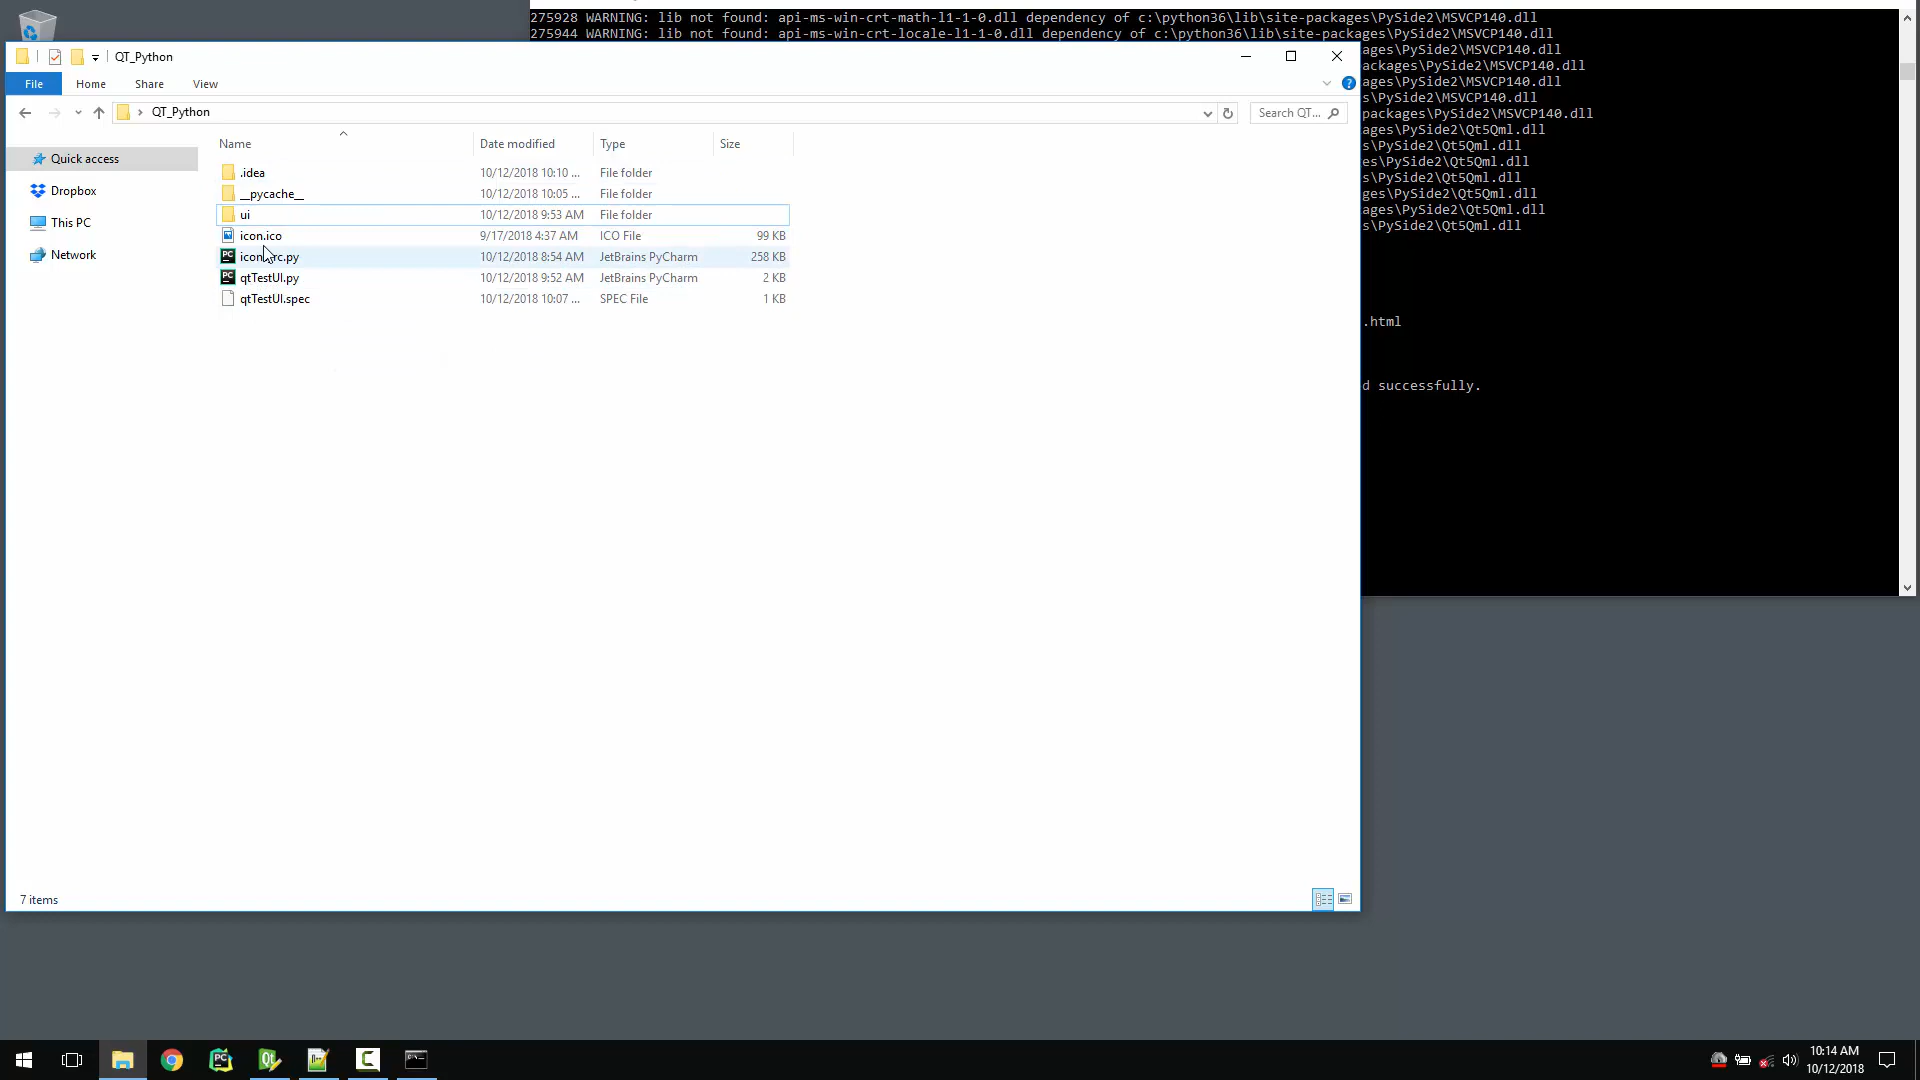 275928 WARNING: lib not found: api-ms-win-crt-math-l1-1-0.dll dependency of c:\python36\lib\site-packages\PySide2\MSVCP140.dll
275944 WARNING: lib not found: api-ms-win-crt-locale-l1-1-0.dll dependency of c:\python36\lib\site-packages\PySide2\MSVCP140.dll
ages\PySide2\MSVCP140.dll
ackages\PySide2\MSVCP140.dll
ages\PySide2\MSVCP140.dll
s\PySide2\MSVCP140.dll
packages\PySide2\MSVCP140.dll
ages\PySide2\Qt5Qml.dll
s\PySide2\Qt5Qml.dll
es\PySide2\Qt5Qml.dll
s\PySide2\Qt5Qml.dll
ges\PySide2\Qt5Qml.dll
ages\PySide2\Qt5Qml.dll
s\PySide2\Qt5Qml.dll
.html
d successfully.
QT_Python
File Home Share View
QT_Python
Search QT...
Quick access
Dropbox
This PC
Network
Name Date modified Type Size
.idea 10/12/2018 10:10 ... File folder
__pycache__ 10/12/2018 10:05 ... File folder
ui 10/12/2018 9:53 AM File folder
icon.ico 9/17/2018 4:37 AM ICO File 99 KB
10/12/2018 8:54 AM JetBrains PyCharm 258 KB
qtTestUI.py 10/12/2018 9:52 AM JetBrains PyCharm 2 KB
qtTestUI.spec 10/12/2018 10:07 ... SPEC File 1 KB
7 items
10:14 AM
10/12/2018